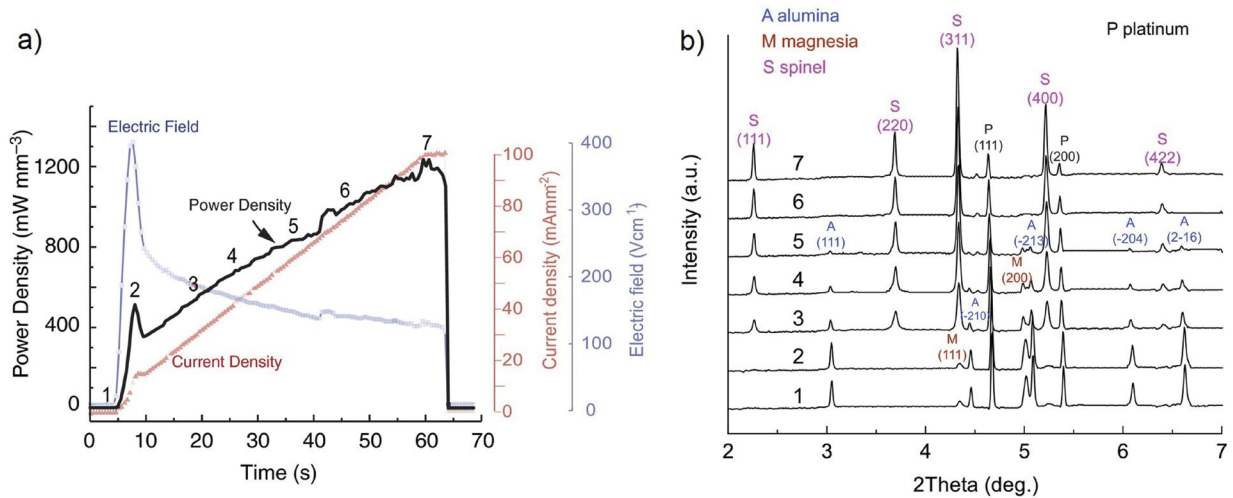 a)
Electric Field
Power Density
Current Density
1
2
3
4
5
6
7
Power Density (mW mm−3)
1200
800
400
0
0
10
20
30
40
50
60
70
Time (s)
100
80
60
40
20
0
Current density (mAmm2)
400
300
200
100
0
Electric field (Vcm-1)
b)
A alumina
M magnesia
S spinel
P platinum
S
(111)
S
(220)
S
(311)
P
(111)
S
(400)
P
(200)
S
(422)
7
6
5
4
3
2
1
A
(111)
A
(-213)
M
(200)
A
(-204)
A
(2-16)
A
M
(111)
Intensity (a.u.)
2
3
4
5
6
7
2Theta (deg.)